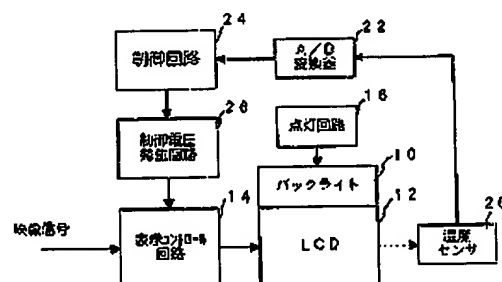 24
制御回路
22
A/D
変換器
16
点灯回路
26
制御電圧
発生回路
10
バックライト
14
12
映像信号
表示コントロール
回路
LCD
20
温度
センサ